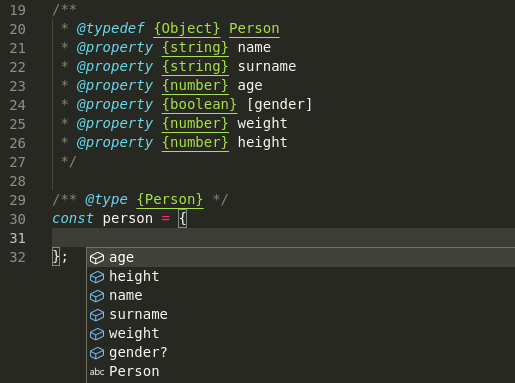 19 /**
20  * @typedef {Object} Person
21  * @property {string} name
22  * @property {string} surname
23  * @property {number} age
24  * @property {boolean} [gender]
25  * @property {number} weight
26  * @property {number} height
27  */
28
29 /** @type {Person} */
30 const person = {
31
32 };
age
height
name
surname
weight
gender?
abc Person